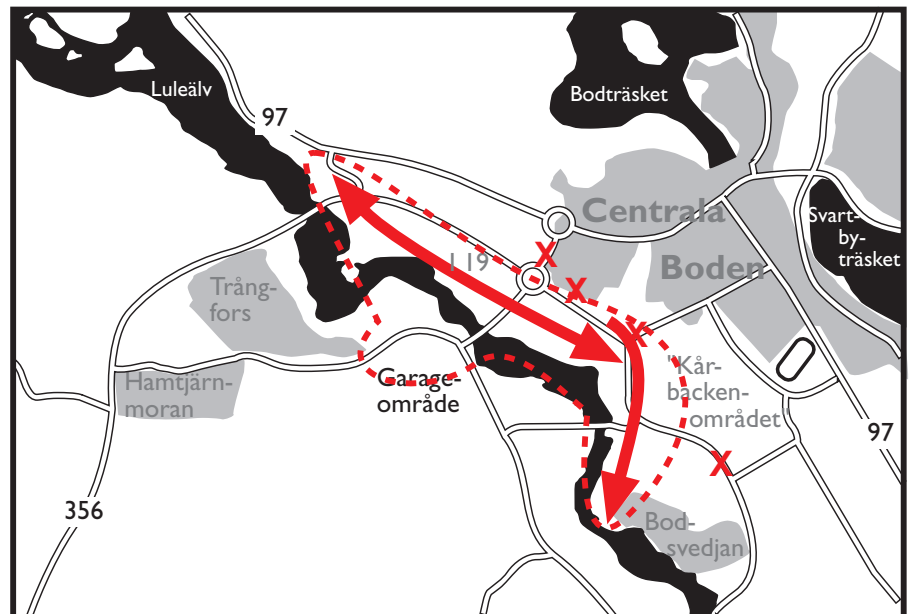 Luleälv
Bodträsket
97
Centrala
Boden
Svart-
by-
träsket
I 19
X
X
X
Trång-
fors
Hamtjärn-
moran
Garage-
område
"Kår-
backen-
området"
97
X
356
Bod-
svedjan